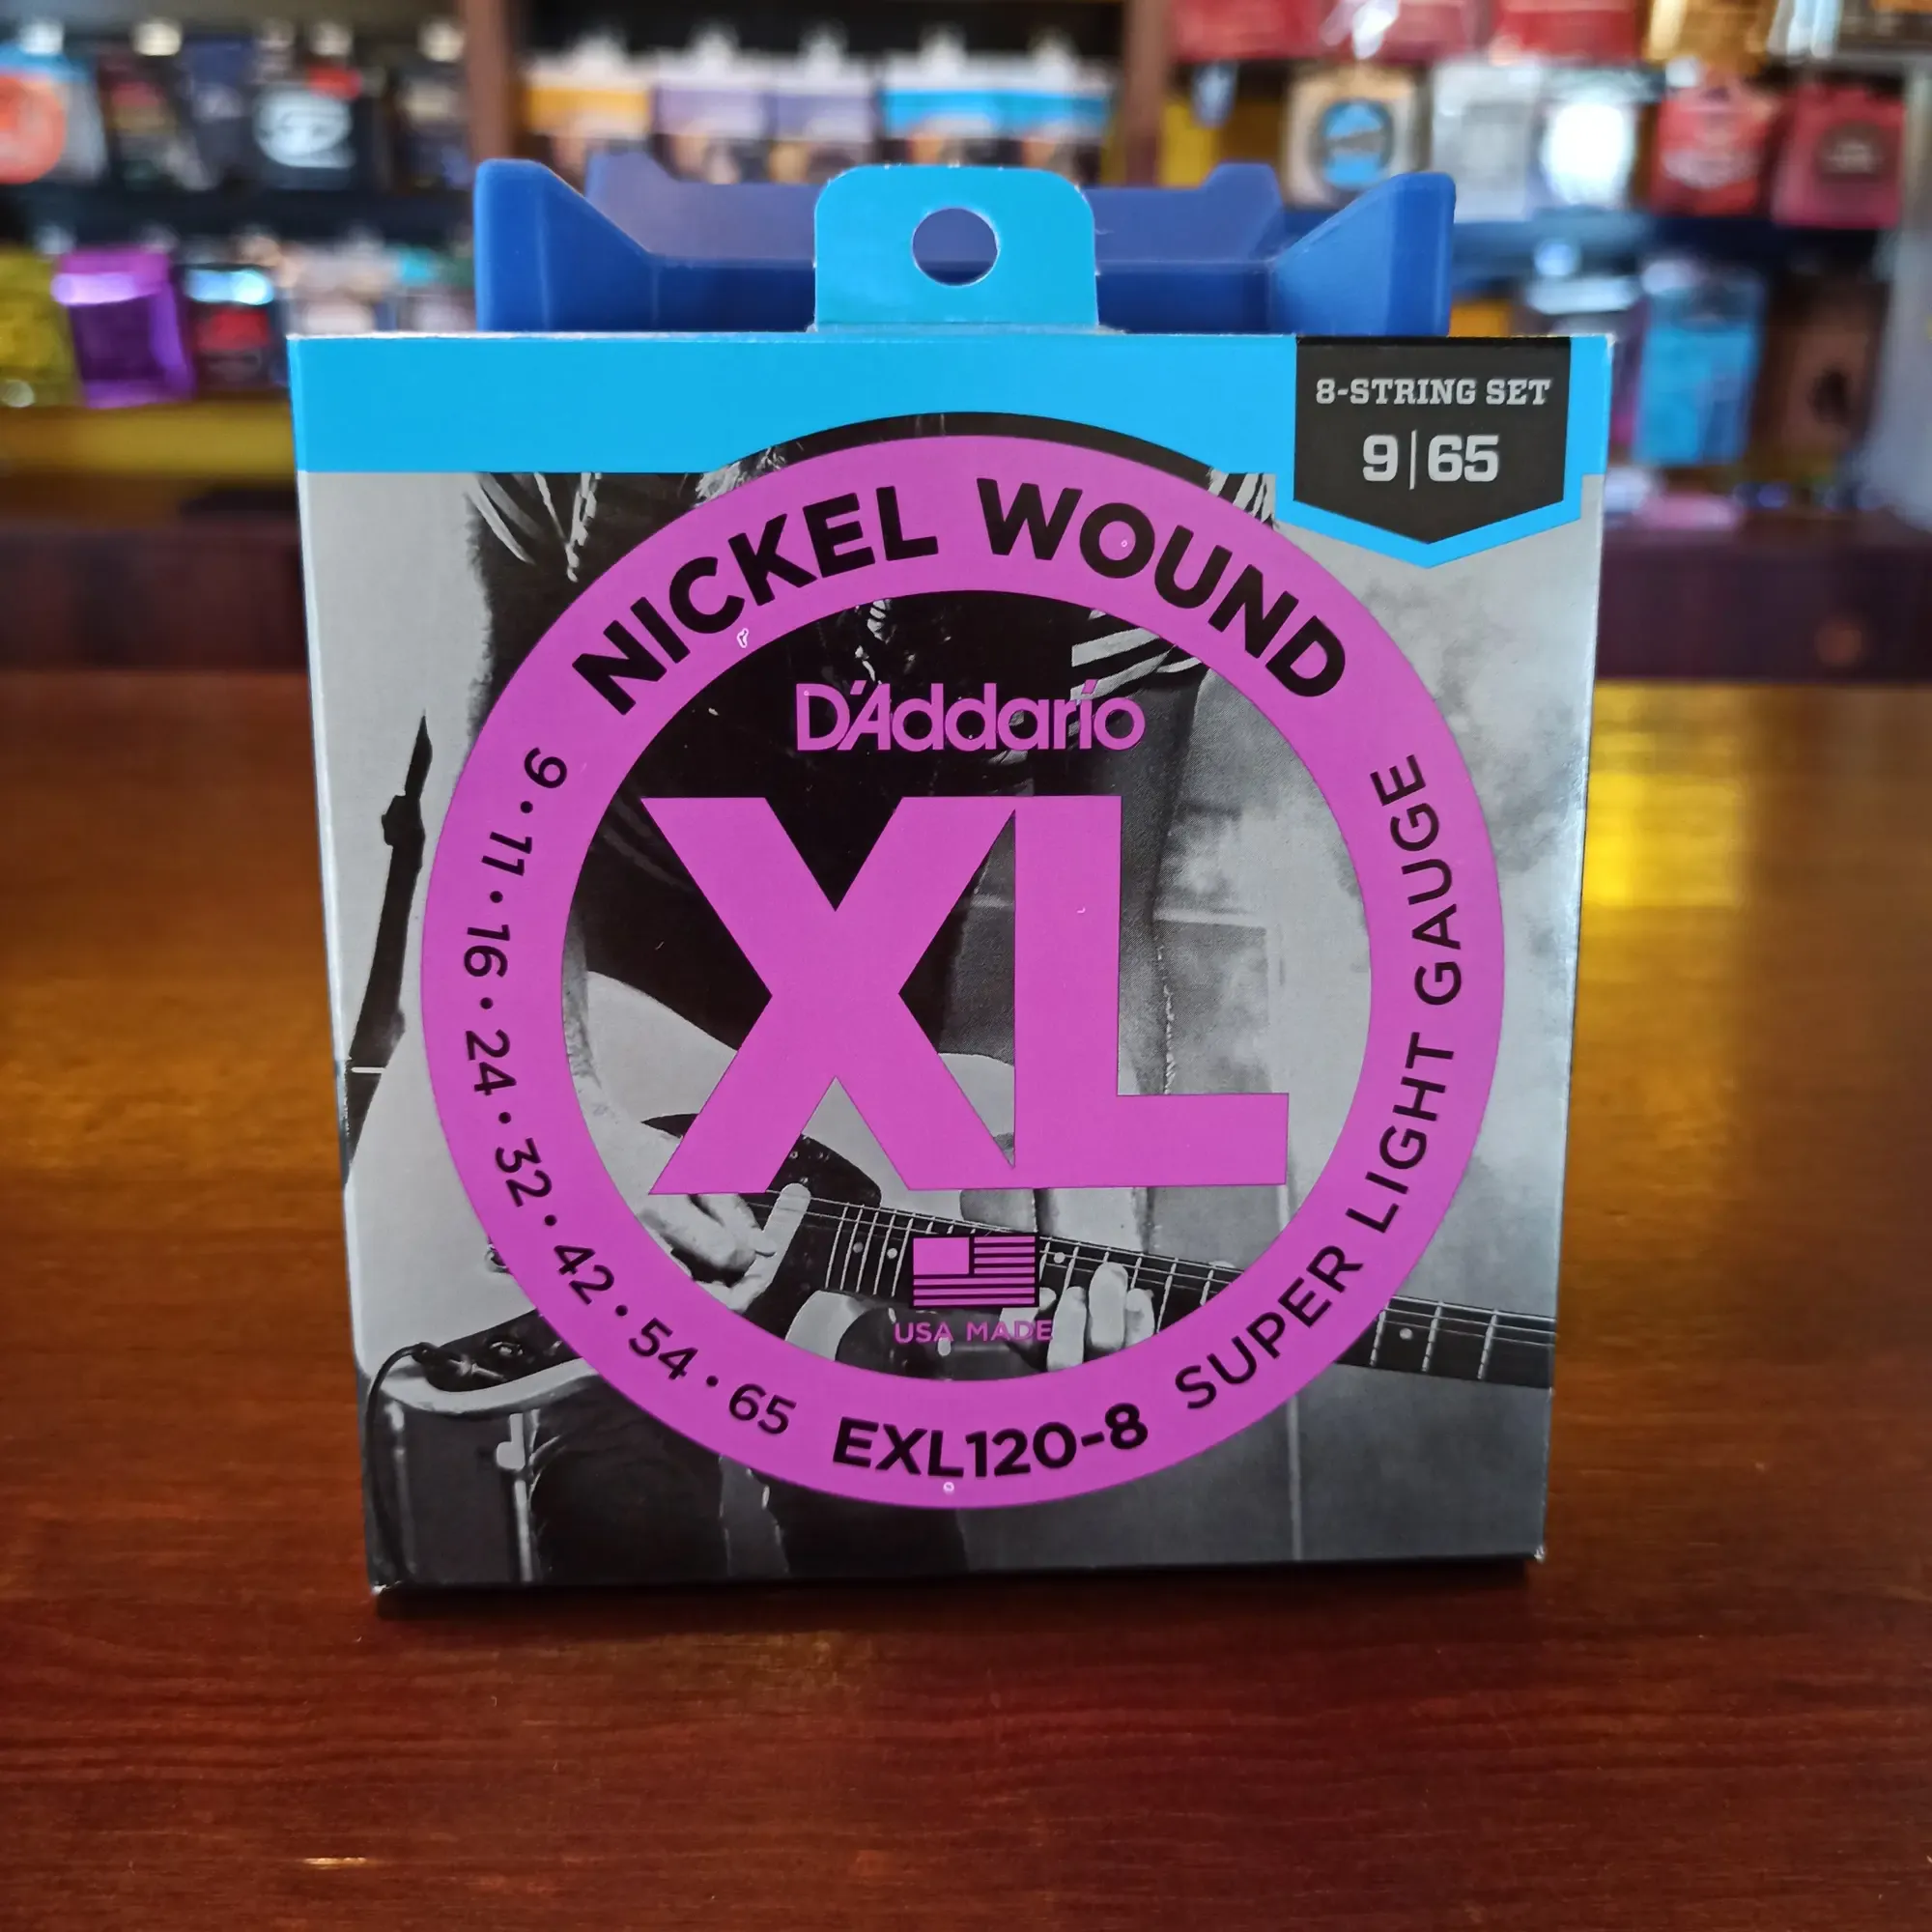 8-STRING SET
9|65
NICKEL WOUND
D'Addario
XL
USA MADE
9·11·16·24·32·42·54·65
EXL120-8
SUPER LIGHT GAUGE